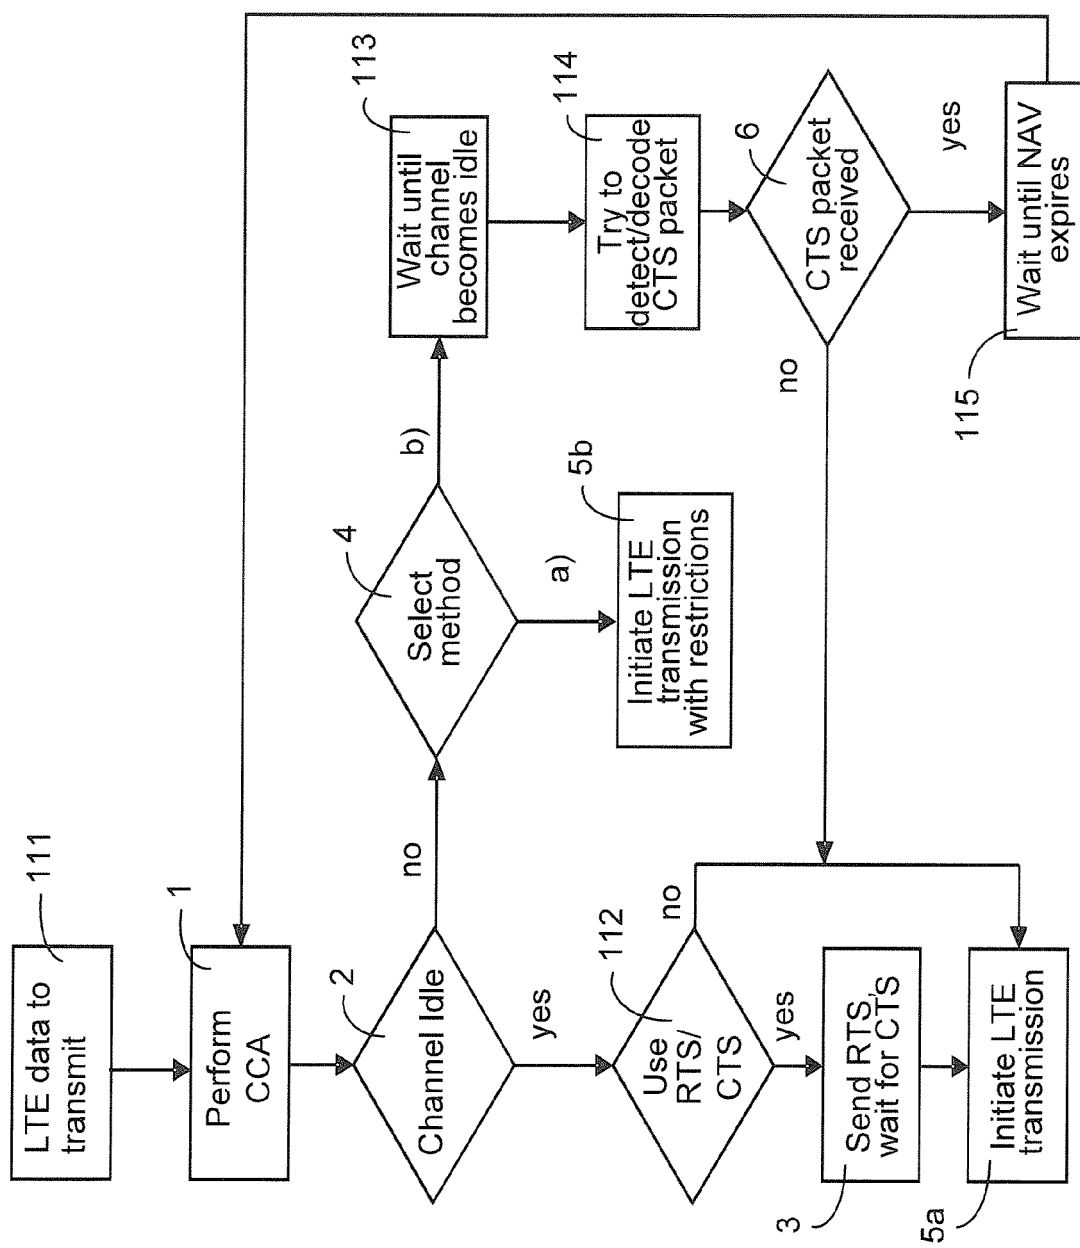 111
LTE data to
transmit
1
Perform
CCA
2
Channel Idle
no
yes
112
Use
RTS/
CTS
no
yes
3
Send RTS,
wait for CTS
5a
Initiate LTE
transmission
4
Select
method
b)
a)
5b
Initiate LTE
transmission
with restrictions
113
Wait until
channel
becomes idle
114
Try to
detect/decode
CTS packet
6
CTS packet
received
no
yes
115
Wait until NAV
expires